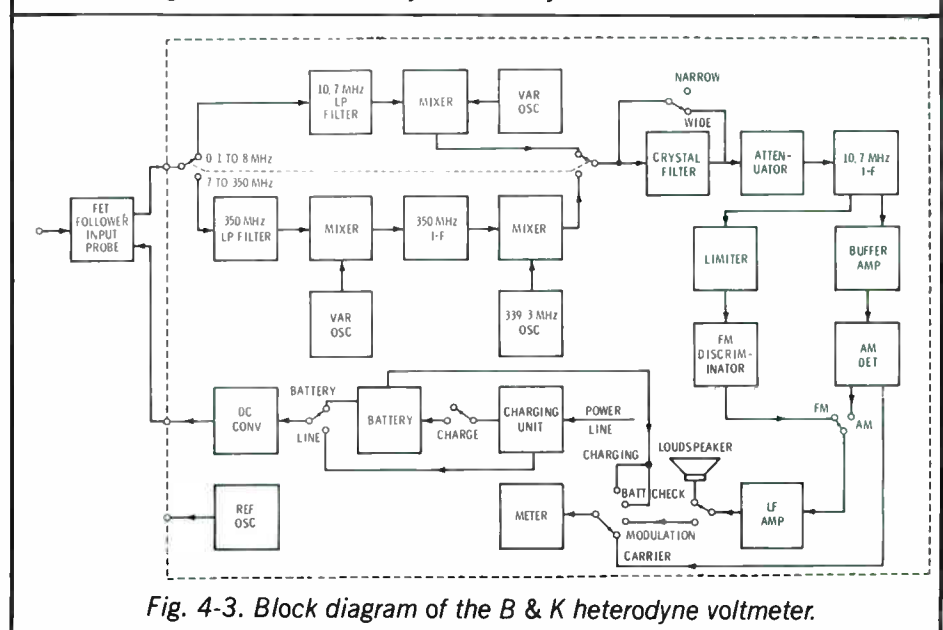 NARROW
10, 7 MHz
LP
FILTER
MIXER
VAR
OSC
WIDE
0 1 TO 8 MHz
CRYSTAL
FILTER
ATTEN-
UATOR
10, 7 MHz
I-F
7 TO 350 MHz
FET
FOLLOWER
INPUT
PROBE
350 MHz
LP FILTER
MIXER
350 MHz
I-F
MIXER
LIMITER
BUFFER
AMP
VAR
OSC
339 3 MHz
OSC
FM
DISCRIM-
INATOR
AM
DET
BATTERY
DC
CONV
LINE
BATTERY
CHARGE
CHARGING
UNIT
POWER
LINE
FM
AM
CHARGING
LOUDSPEAKER
BATT CHECK
REF
OSC
METER
MODULATION
CARRIER
LF
AMP
Fig. 4-3. Block diagram of the B & K heterodyne voltmeter.